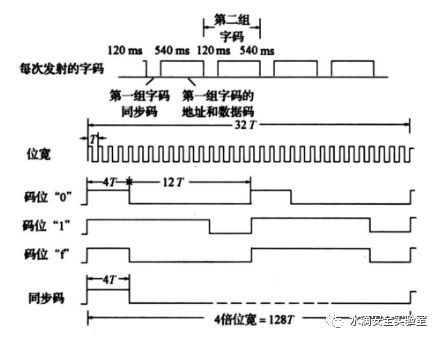 第二组
字码
120 ms 540 ms 120 ms 540 ms
每次发射的字码
第一组字码 第一组字码的
同步码 地址和数据码
32T
T
位宽
4T 12T
码位“0”
码位“1”
码位“f”
4T
同步码
4倍位宽=128T
水滴安全实验室